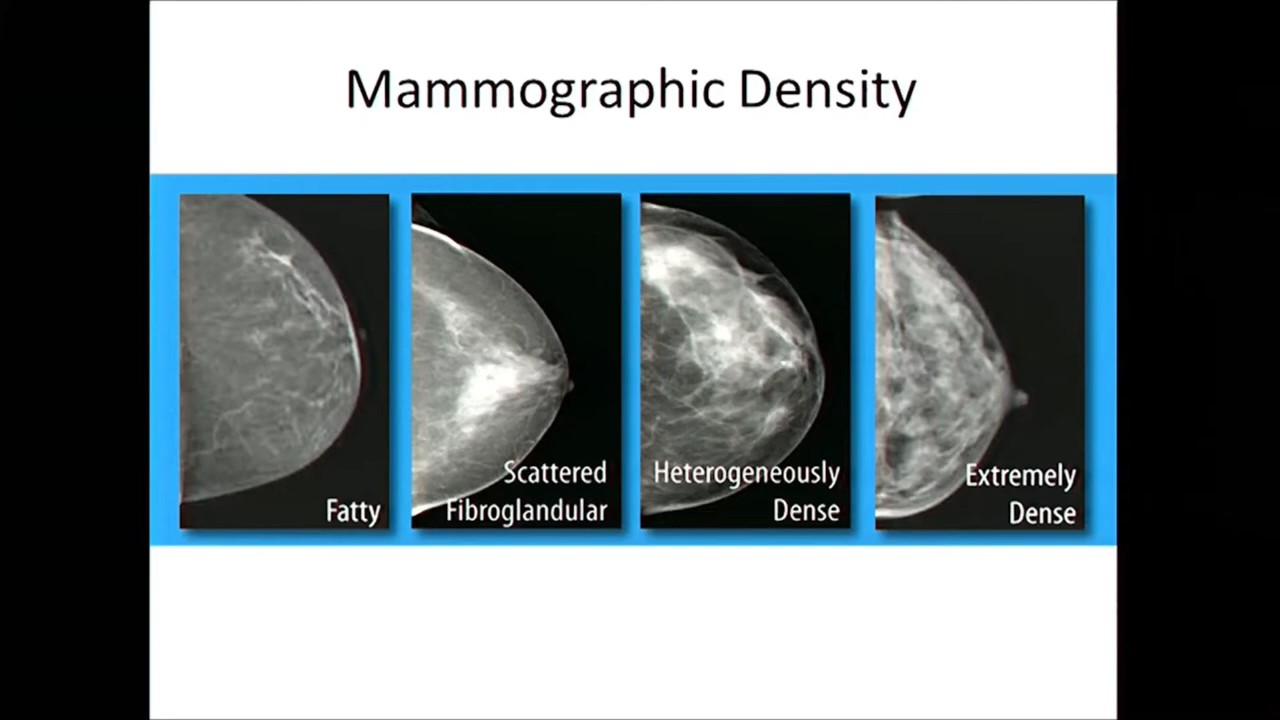 Mammographic Density
Fatty
Scattered
Fibroglandular
Heterogeneously
Dense
Extremely
Dense